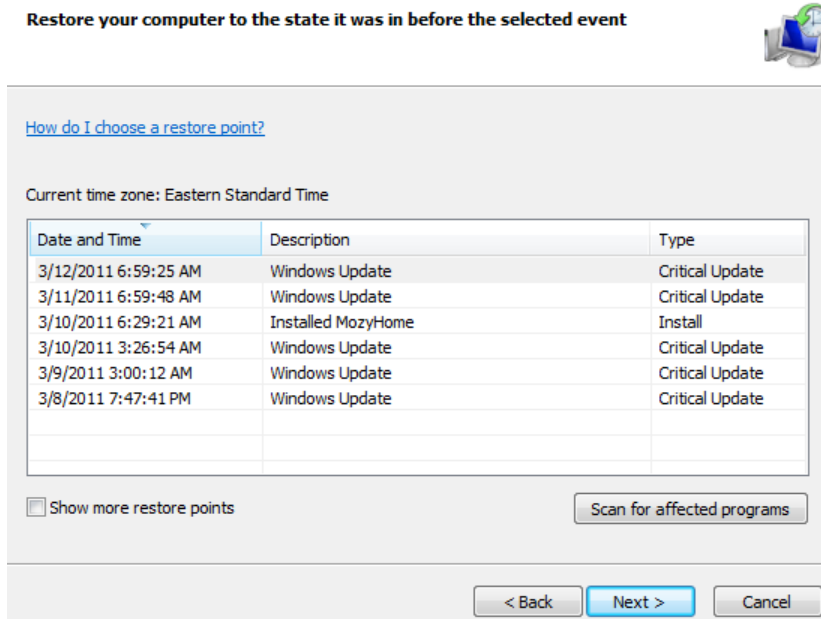 Restore your computer to the state it was in before the selected event
How do I choose a restore point?
Current time zone: Eastern Standard Time
Date and Time Description Type
3/12/2011 6:59:25 AM Windows Update Critical Update
3/11/2011 6:59:48 AM Windows Update Critical Update
3/10/2011 6:29:21 AM Installed MozyHome Install
3/10/2011 3:26:54 AM Windows Update Critical Update
3/9/2011 3:00:12 AM Windows Update Critical Update
3/8/2011 7:47:41 PM Windows Update Critical Update
Show more restore points Scan for affected programs
< Back Next > Cancel